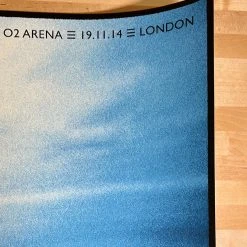 O2 ARENA ☰ 19.11.14 ☰ LONDON